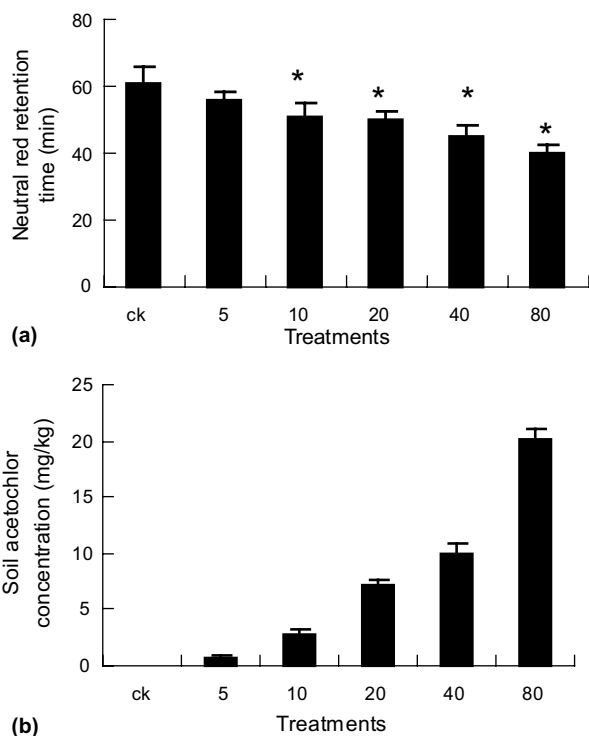 80
60
40
20
0
Neutral red retention
time (min)
*
*
*
*
ck 5 10 20 40 80
Treatments
(a)
25
20
15
10
5
0
Soil acetochlor
concentration (mg/kg)
ck 5 10 20 40 80
Treatments
(b)